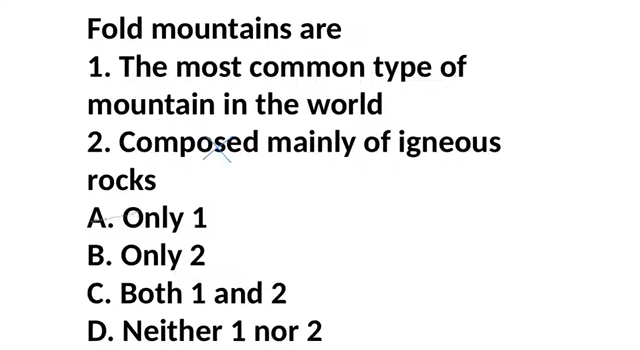 Fold mountains are
1. The most common type of
mountain in the world
2. Composed mainly of igneous
rocks
A. Only 1
B. Only 2
C. Both 1 and 2
D. Neither 1 nor 2